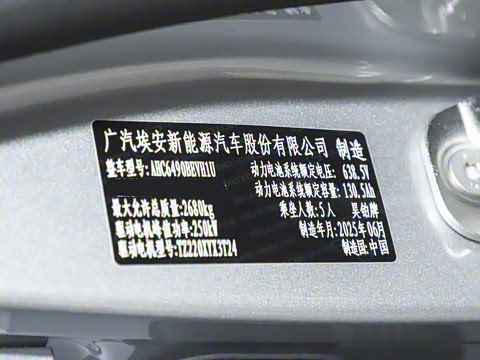 广汽埃安新能源汽车股份有限公司 制造
整车型号:AHC6490BEVH1U
动力电池系统额定电压: 638.5V
动力电池系统额定容量: 130.5Ah
最大允许总质量:2680kg
乘坐人数:5人 昊铂牌
驱动电机峰值功率:250kW
制造年月:2025年06月
驱动电机型号:TZ220XYX3T24
制造国:中国